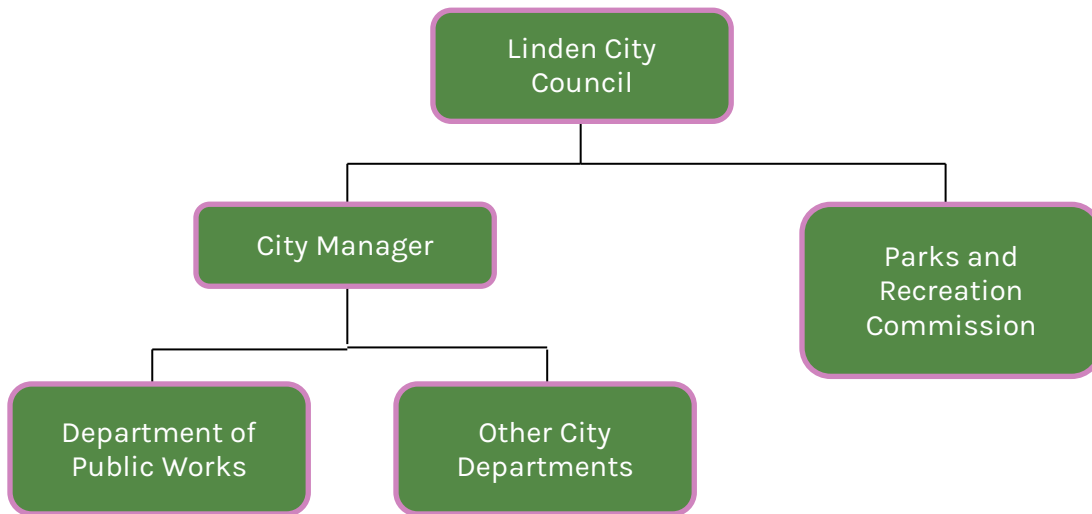 Linden City
Council
City Manager
Parks and
Recreation
Commission
Department of
Public Works
Other City
Departments